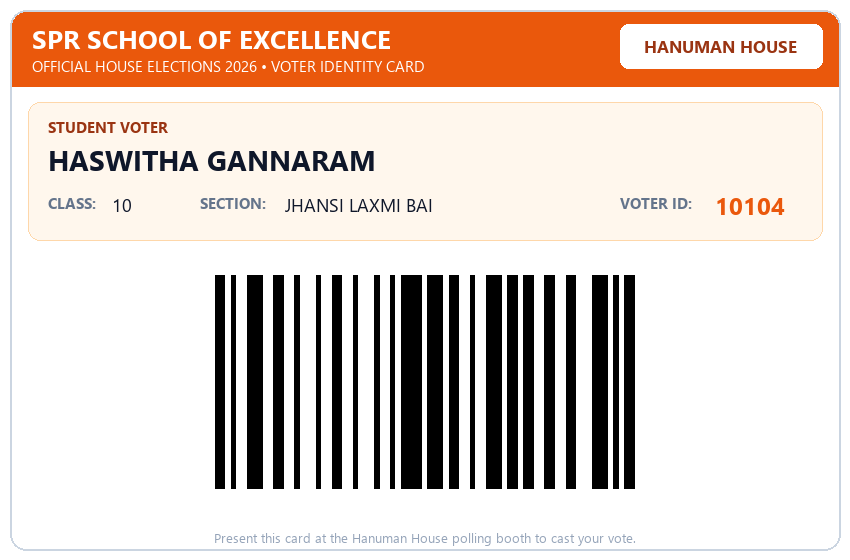 SPR SCHOOL OF EXCELLENCE
HANUMAN HOUSE
OFFICIAL HOUSE ELECTIONS 2026 • VOTER IDENTITY CARD
STUDENT VOTER
HASWITHA GANNARAM
CLASS: 10 SECTION: JHANSI LAXMI BAI VOTER ID: 10104
Present this card at the Hanuman House polling booth to cast your vote.